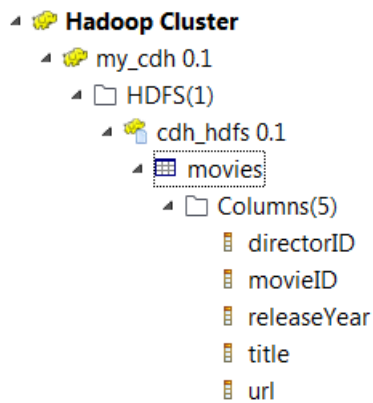 Hadoop Cluster
my_cdh 0.1
HDFS(1)
cdh_hdfs 0.1
movies
Columns(5)
directorID
movieID
releaseYear
title
url